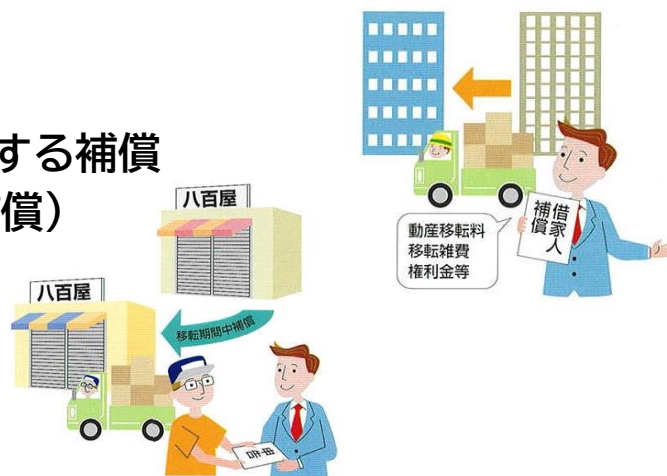 する補償
償）
八百屋
八百屋
移転期間中補償
借家人
補償
動産移転料
移転雑費
権利金等